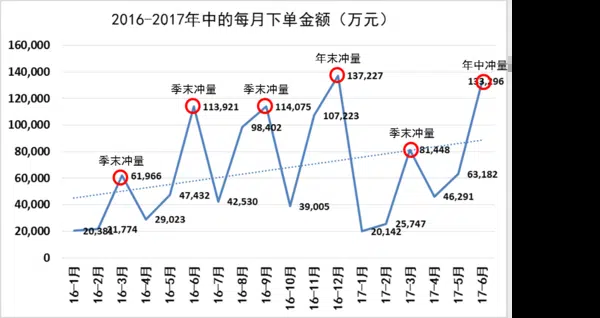 2016-2017年中的每月下单金额（万元）
160,000
140,000
120,000
100,000
80,000
60,000
40,000
20,000
0
季末冲量
季末冲量
季末冲量
年末冲量
季末冲量
年中冲量
20,381
21,774
61,966
29,023
47,432
113,921
42,530
98,402
114,075
39,005
107,223
137,227
20,142
25,747
81,448
46,291
63,182
133,296
16-1月
16-2月
16-3月
16-4月
16-5月
16-6月
16-7月
16-8月
16-9月
16-10月
16-11月
16-12月
17-1月
17-2月
17-3月
17-4月
17-5月
17-6月